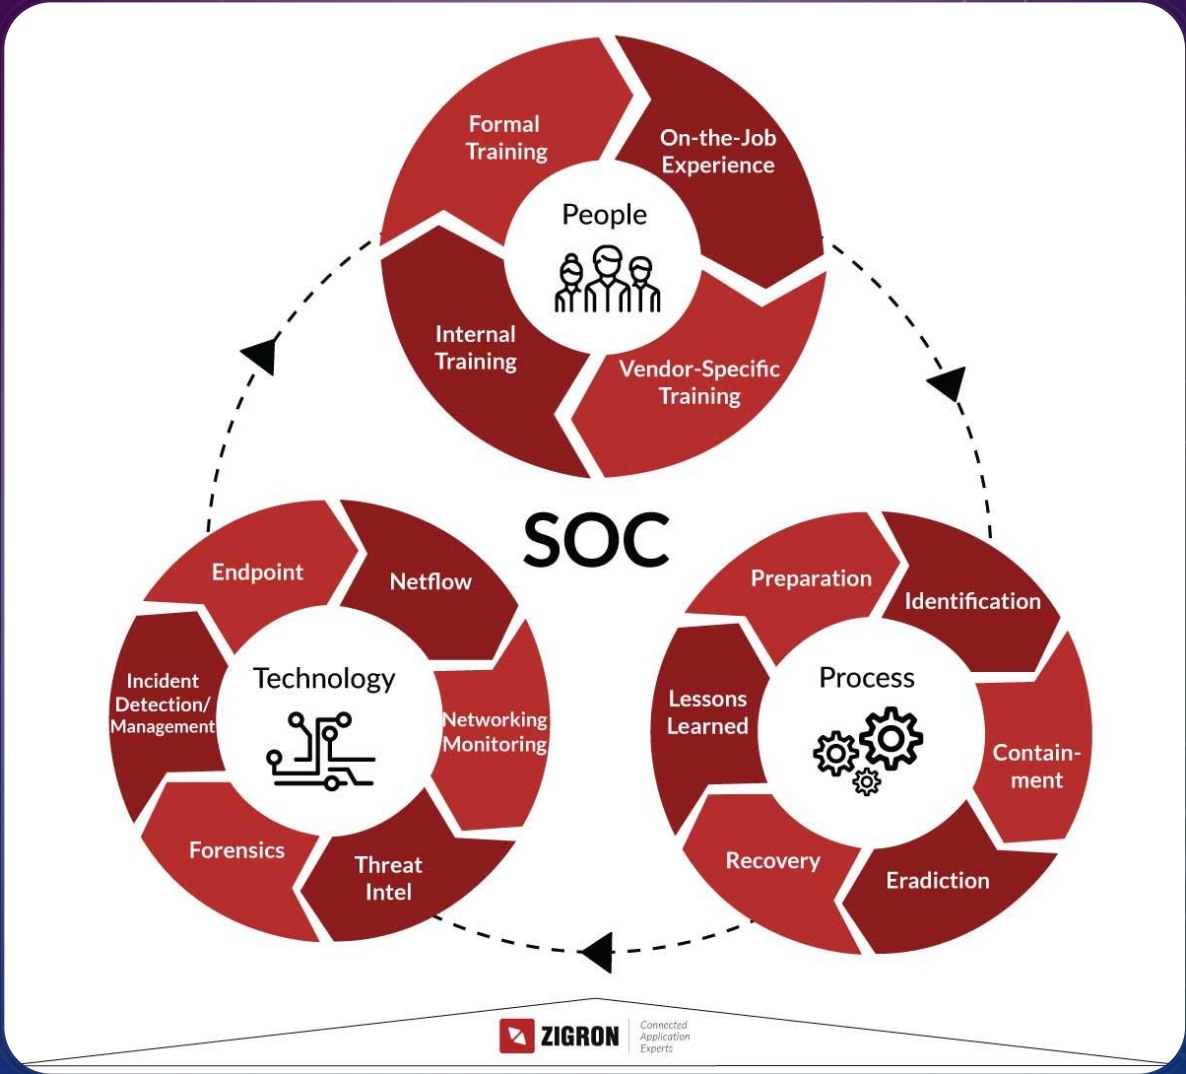 Formal
Training
On-the-Job
Experience
People
Internal
Training
Vendor-Specific
Training
SOC
Endpoint
Netflow
Incident
Detection/
Management
Technology
Networking
Monitoring
Forensics
Threat
Intel
Preparation
Identification
Lessons
Learned
Process
Contain-
ment
Recovery
Eradiction
ZIGRON
Connected
Application
Experts